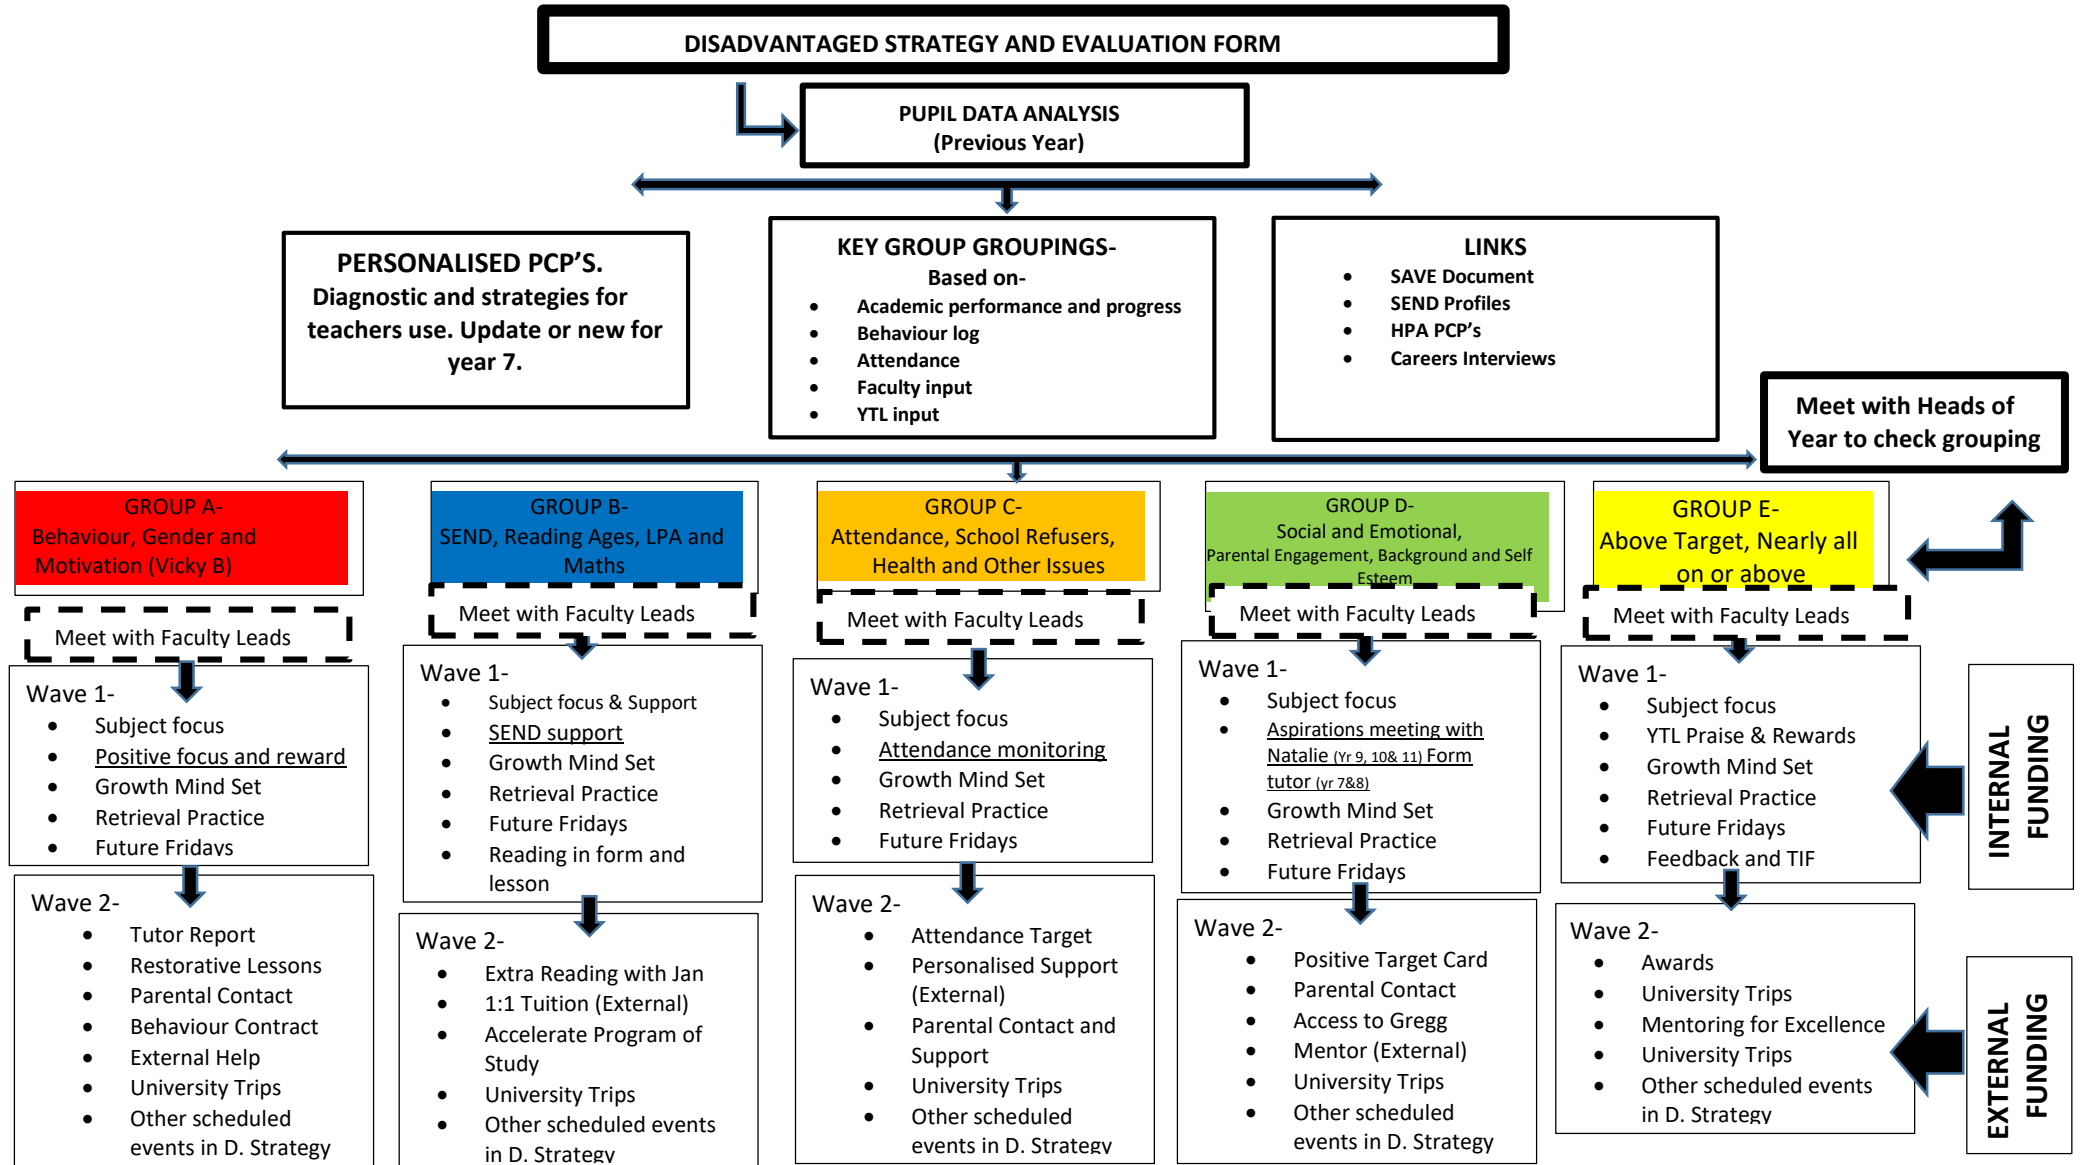 DISADVANTAGED STRATEGY AND EVALUATION FORM
PUPIL DATA ANALYSIS
(Previous Year)
PERSONALISED PCP'S.
Diagnostic and strategies for
teachers use. Update or new for
year 7.
KEY GROUP GROUPINGS-
Based on-
• Academic performance and progress
• Behaviour log
• Attendance
• Faculty input
• YTL input
LINKS
• SAVE Document
• SEND Profiles
• HPA PCP's
• Careers Interviews
Meet with Heads of
Year to check grouping
GROUP A-
Behaviour, Gender and
Motivation (Vicky B)
Meet with Faculty Leads
Wave 1-
• Subject focus
• Positive focus and reward
• Growth Mind Set
• Retrieval Practice
• Future Fridays
Wave 2-
• Tutor Report
• Restorative Lessons
• Parental Contact
• Behaviour Contract
• External Help
• University Trips
• Other scheduled
events in D. Strategy
GROUP B-
SEND, Reading Ages, LPA and
Maths
Meet with Faculty Leads
Wave 1-
• Subject focus & Support
• SEND support
• Growth Mind Set
• Retrieval Practice
• Future Fridays
• Reading in form and
lesson
Wave 2-
• Extra Reading with Jan
• 1:1 Tuition (External)
• Accelerate Program of
Study
• University Trips
• Other scheduled events
in D. Strategy
GROUP C-
Attendance, School Refusers,
Health and Other Issues
Meet with Faculty Leads
Wave 1-
• Subject focus
• Attendance monitoring
• Growth Mind Set
• Retrieval Practice
• Future Fridays
Wave 2-
• Attendance Target
• Personalised Support
(External)
• Parental Contact and
Support
• University Trips
• Other scheduled
events in D. Strategy
GROUP D-
Social and Emotional,
Parental Engagement, Background and Self
Esteem
Meet with Faculty Leads
Wave 1-
• Subject focus
• Aspirations meeting with
Natalie (Yr 9, 10& 11) Form
tutor (yr 7&8)
• Growth Mind Set
• Retrieval Practice
• Future Fridays
Wave 2-
• Positive Target Card
• Parental Contact
• Access to Gregg
• Mentor (External)
• University Trips
• Other scheduled
events in D. Strategy
GROUP E-
Above Target, Nearly all
on or above
Meet with Faculty Leads
Wave 1-
• Subject focus
• YTL Praise & Rewards
• Growth Mind Set
• Retrieval Practice
• Future Fridays
• Feedback and TIF
Wave 2-
• Awards
• University Trips
• Mentoring for Excellence
• University Trips
• Other scheduled events
in D. Strategy
INTERNAL
FUNDING
EXTERNAL
FUNDING